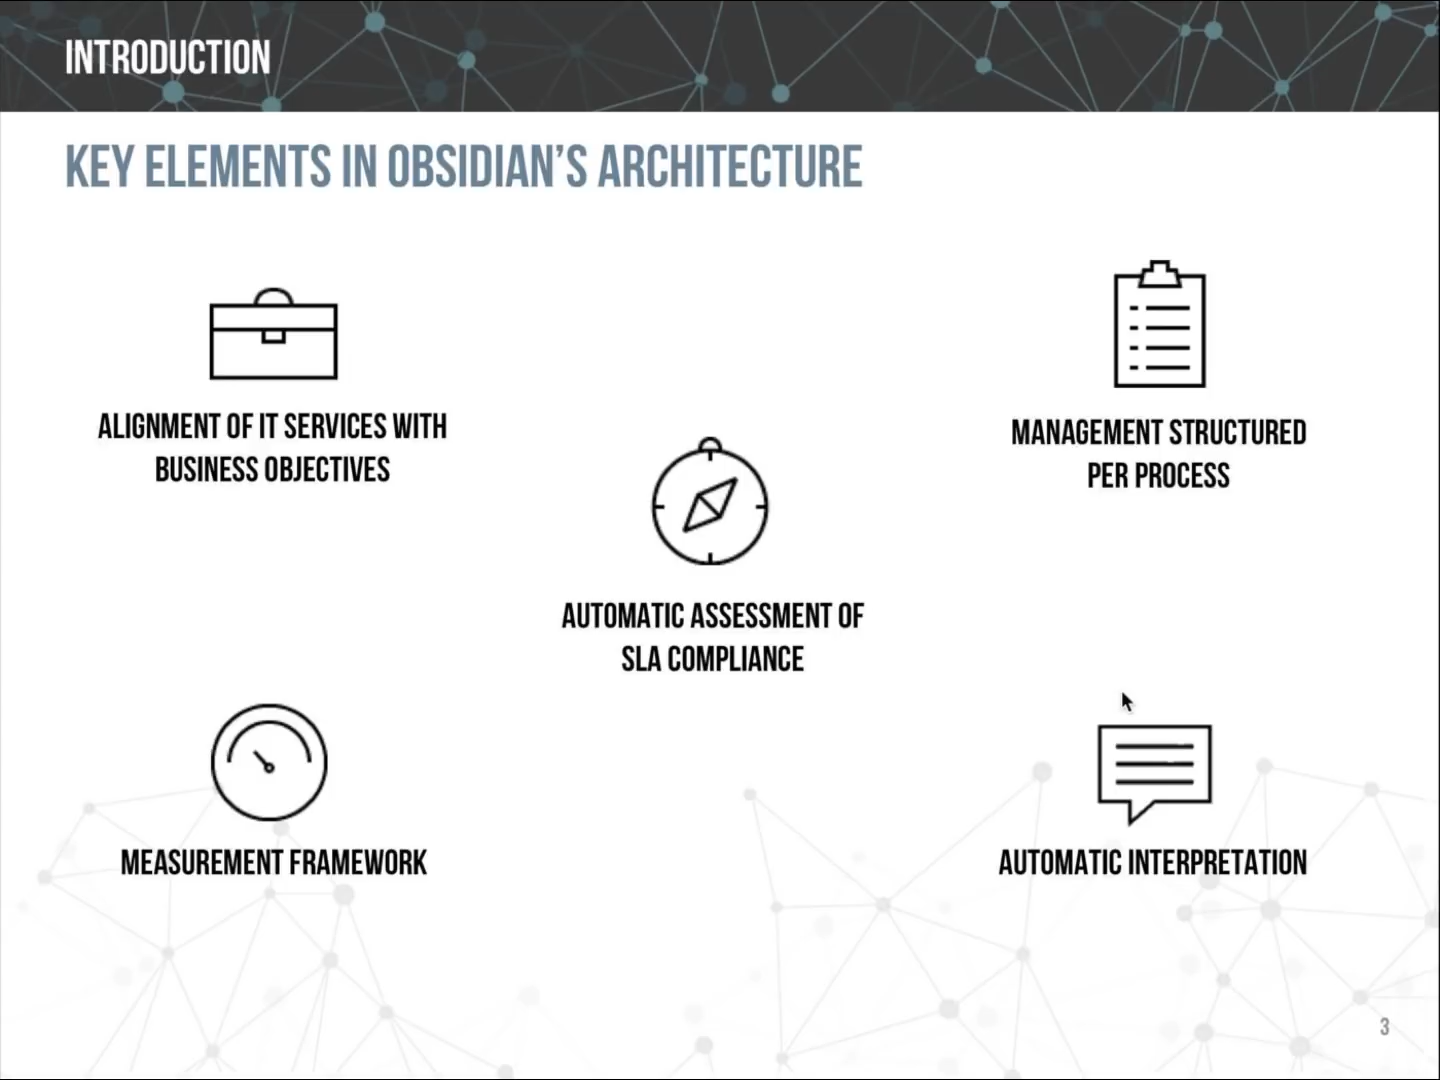 INTRODUCTION
KEY ELEMENTS IN OBSIDIAN’S ARCHITECTURE
ALIGNMENT OF IT SERVICES WITH
BUSINESS OBJECTIVES
MANAGEMENT STRUCTURED
PER PROCESS
AUTOMATIC ASSESSMENT OF
SLA COMPLIANCE
MEASUREMENT FRAMEWORK
AUTOMATIC INTERPRETATION
3